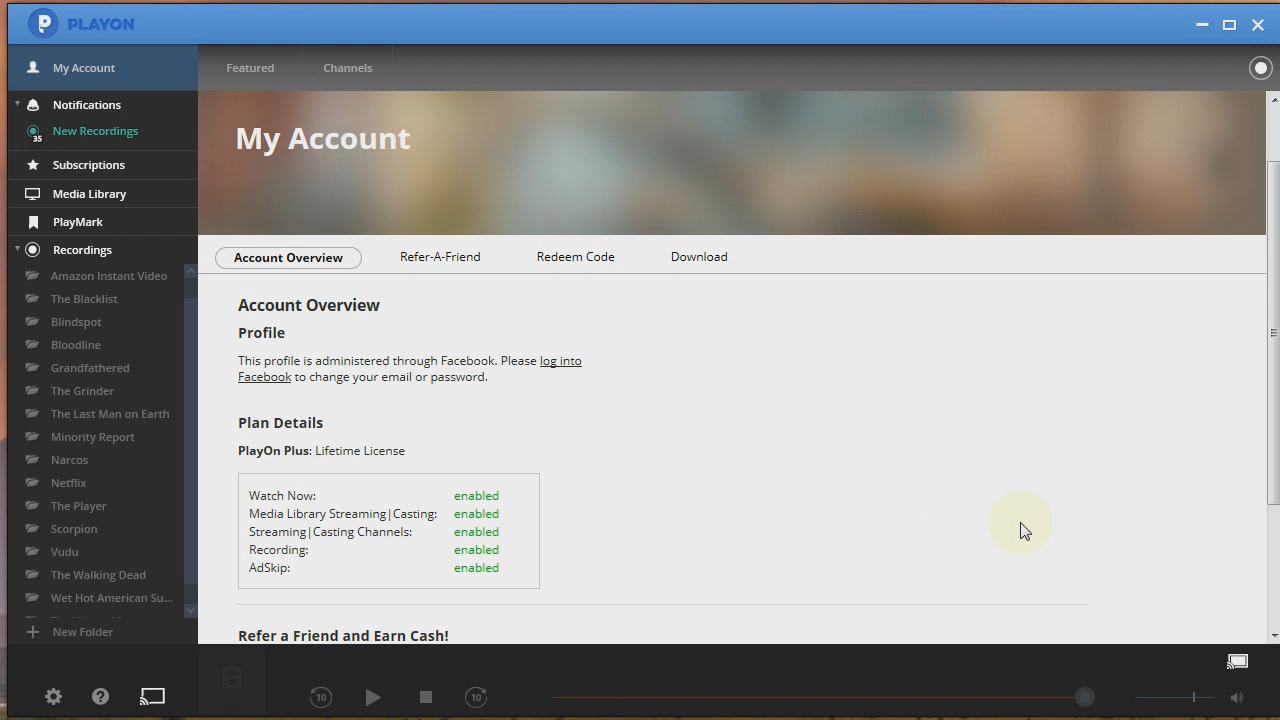 PLAYON
My Account
Featured
Channels
Notifications
35
New Recordings
Subscriptions
Media Library
PlayMark
Recordings
Amazon Instant Video
The Blacklist
Blindspot
Bloodline
Grandfathered
The Grinder
The Last Man on Earth
Minority Report
Narcos
Netflix
The Player
Scorpion
Vudu
The Walking Dead
Wet Hot American Su...
New Folder
My Account
Account Overview
Refer-A-Friend
Redeem Code
Download
Account Overview
Profile
This profile is administered through Facebook. Please log into
Facebook to change your email or password.
Plan Details
PlayOn Plus: Lifetime License
Watch Now: enabled
Media Library Streaming|Casting: enabled
Streaming|Casting Channels: enabled
Recording: enabled
AdSkip: enabled
Refer a Friend and Earn Cash!
10
10